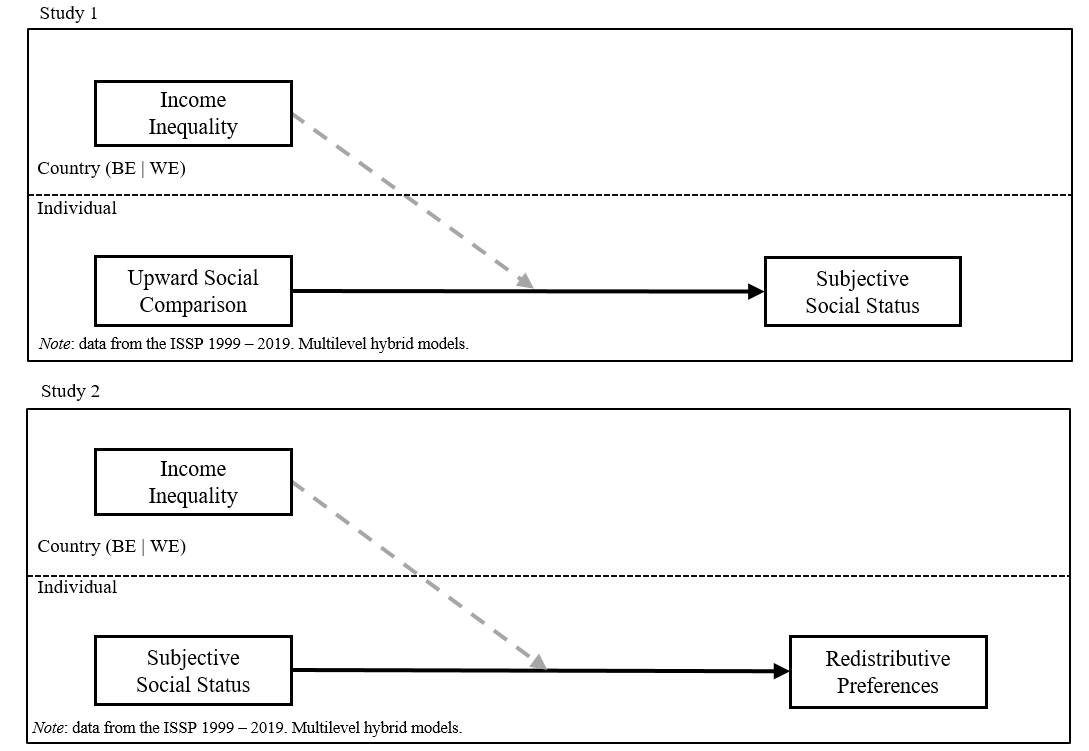 Study 1
Income
Inequality
Country (BE | WE)
Individual
Upward Social
Comparison
Subjective
Social Status
Note: data from the ISSP 1999 – 2019. Multilevel hybrid models.
Study 2
Income
Inequality
Country (BE | WE)
Individual
Subjective
Social Status
Redistributive
Preferences
Note: data from the ISSP 1999 – 2019. Multilevel hybrid models.